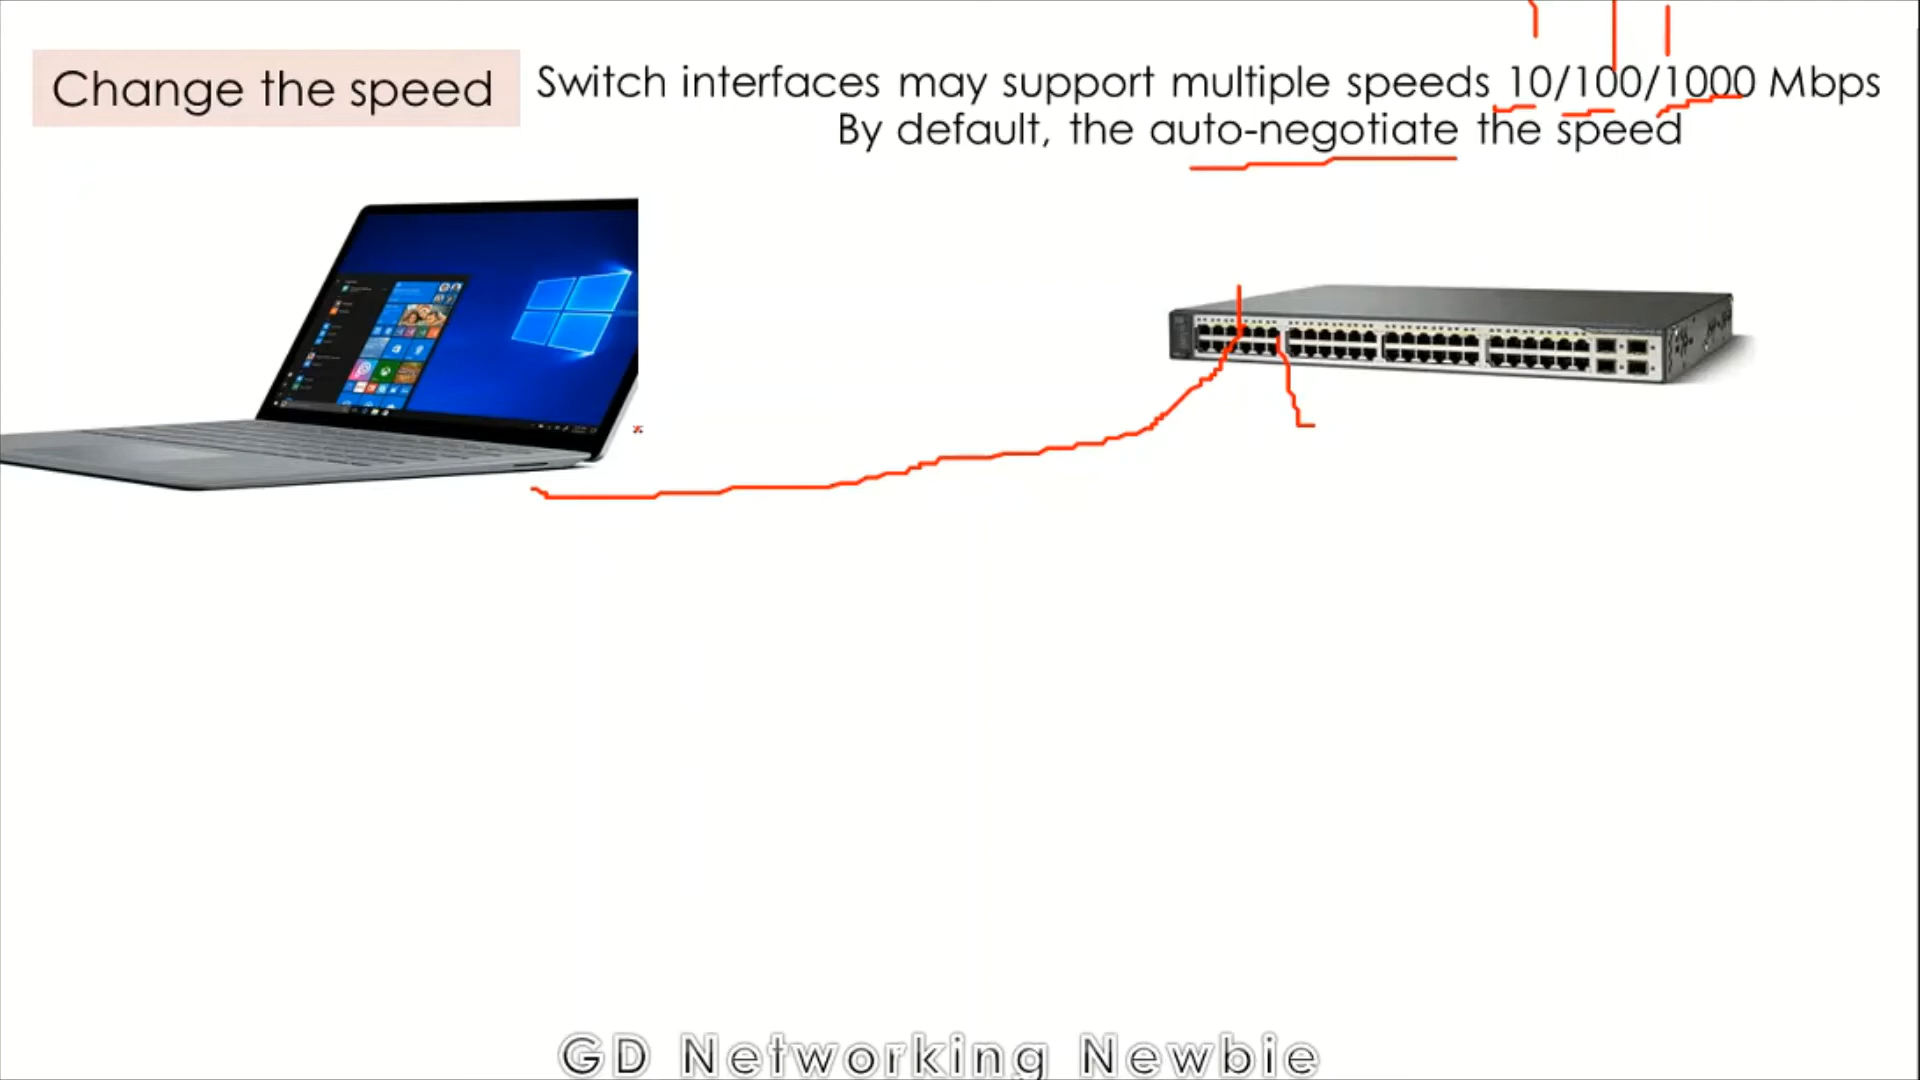 Change the speed
Switch interfaces may support multiple speeds 10/100/1000 Mbps
By default, the auto-negotiate the speed
GD Networking Newbie